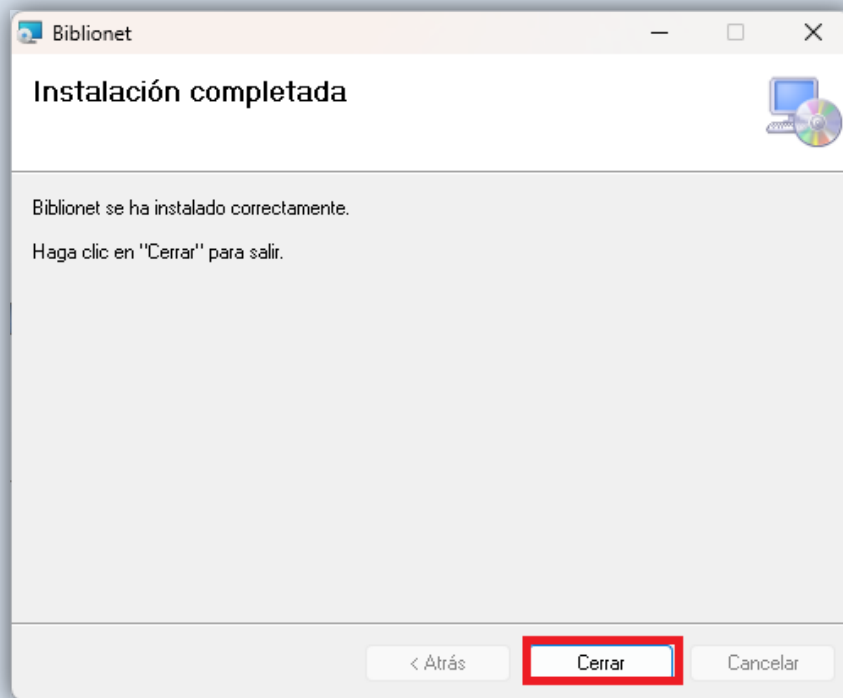 Biblionet
Instalación completada
Biblionet se ha instalado correctamente.
Haga clic en "Cerrar" para salir.
< Atrás
Cerrar
Cancelar